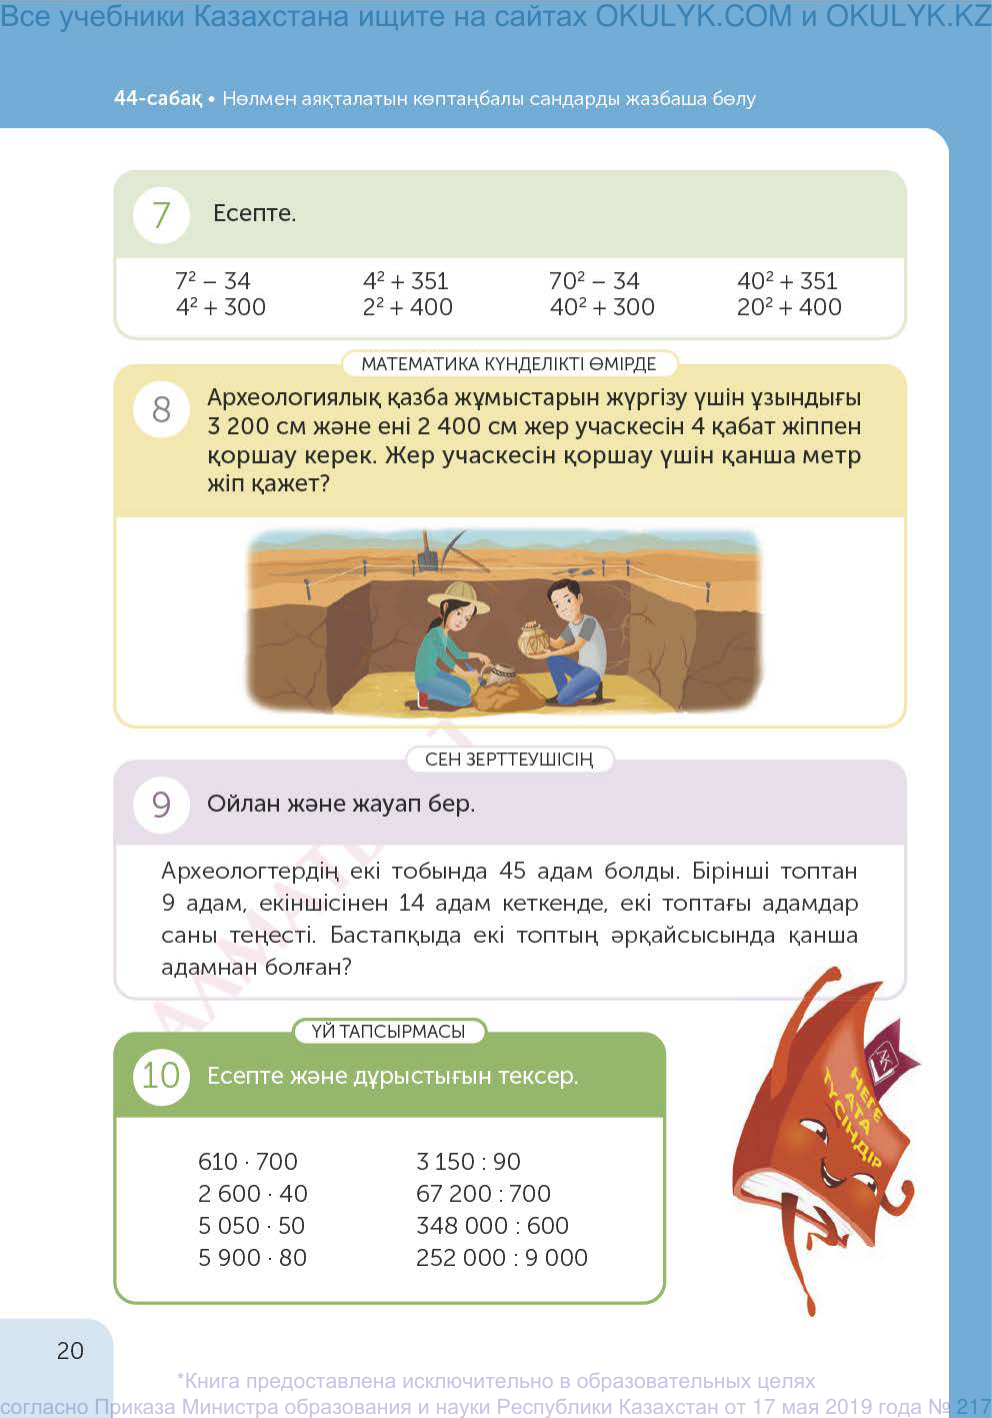 Все учебники Казахстана ищите на сайтах OKULYK.COM и OKULYK.KZ
44-сабақ • Нөлмен аяқталатын көптаңбалы сандарды жазбаша бөлу
7 Есепте.
7² – 34 4² + 351 70² – 34 40² + 351
4² + 300 2² + 400 40² + 300 20² + 400
МАТЕМАТИКА КҮНДЕЛІКТІ ӨМІРДЕ
8 Археологиялық қазба жұмыстарын жүргізу үшін ұзындығы
3 200 см және ені 2 400 см жер учаскесін 4 қабат жіппен
қоршау керек. Жер учаскесін қоршау үшін қанша метр
жіп қажет?
СЕН ЗЕРТТЕУШІСІҢ
9 Ойлан және жауап бер.
Археологтердің екі тобында 45 адам болды. Бірінші топтан
9 адам, екіншісінен 14 адам кеткенде, екі топтағы адамдар
саны теңесті. Бастапқыда екі топтың әрқайсысында қанша
адамнан болған?
ҮЙ ТАПСЫРМАСЫ
10 Есепте және дұрыстығын тексер.
610 · 700 3 150 : 90
2 600 · 40 67 200 : 700
5 050 · 50 348 000 : 600
5 900 · 80 252 000 : 9 000
НЕГЕ
АТА
ТҮСІНДІР
20
*Книга предоставлена исключительно в образовательных целях
согласно Приказа Министра образования и науки Республики Казахстан от 17 мая 2019 года № 217